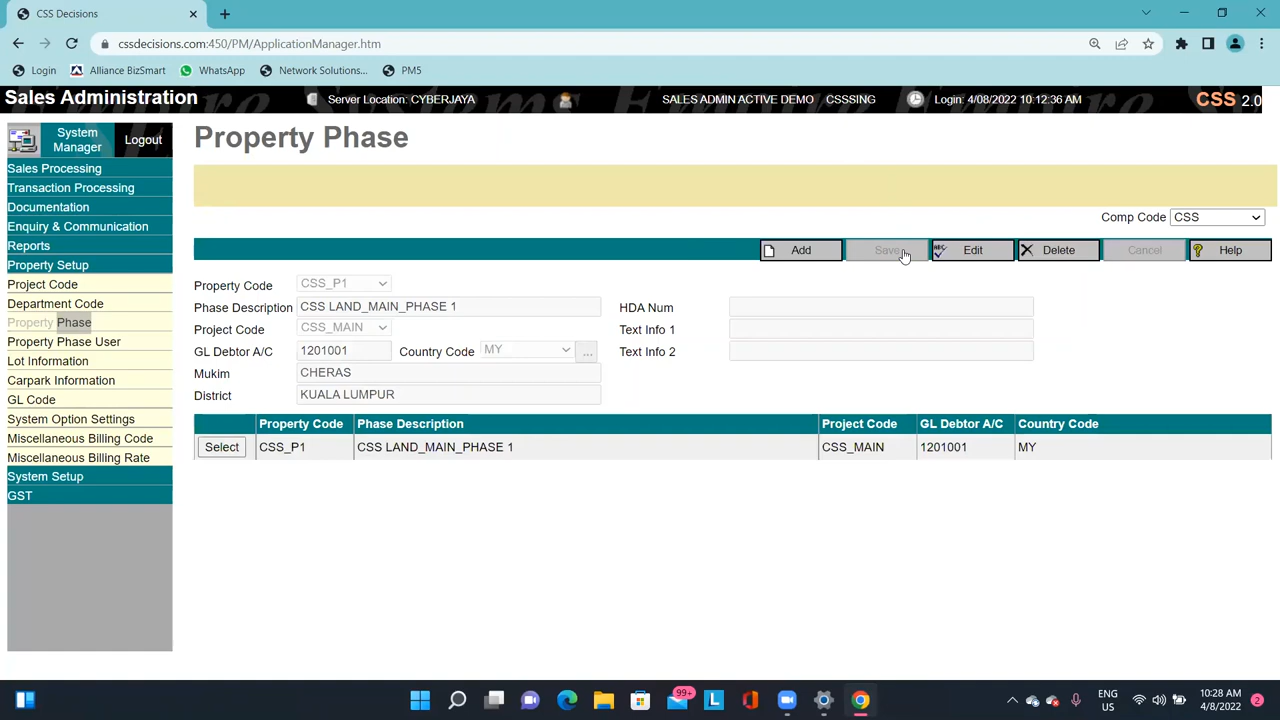 CSS Decisions
cssdecisions.com:450/PM/ApplicationManager.htm
Login Alliance BizSmart WhatsApp Network Solutions... PM5
Sales Administration Server Location: CYBERJAYA SALES ADMIN ACTIVE DEMO CSSSING Login: 4/08/2022 10:12:36 AM CSS 2.0
System Manager Logout
Property Phase
Sales Processing
Transaction Processing
Documentation
Enquiry & Communication
Reports
Property Setup
Project Code
Department Code
Property Phase
Property Phase User
Lot Information
Carpark Information
GL Code
System Option Settings
Miscellaneous Billing Code
Miscellaneous Billing Rate
System Setup
GST
Comp Code CSS
Add Save Edit Delete Cancel Help
Property Code CSS_P1
Phase Description CSS LAND_MAIN_PHASE 1 HDA Num
Project Code CSS_MAIN Text Info 1
GL Debtor A/C 1201001 Country Code MY ... Text Info 2
Mukim CHERAS
District KUALA LUMPUR
Property Code Phase Description Project Code GL Debtor A/C Country Code
Select CSS_P1 CSS LAND_MAIN_PHASE 1 CSS_MAIN 1201001 MY
99+
ENG
US
10:28 AM
4/8/2022
2